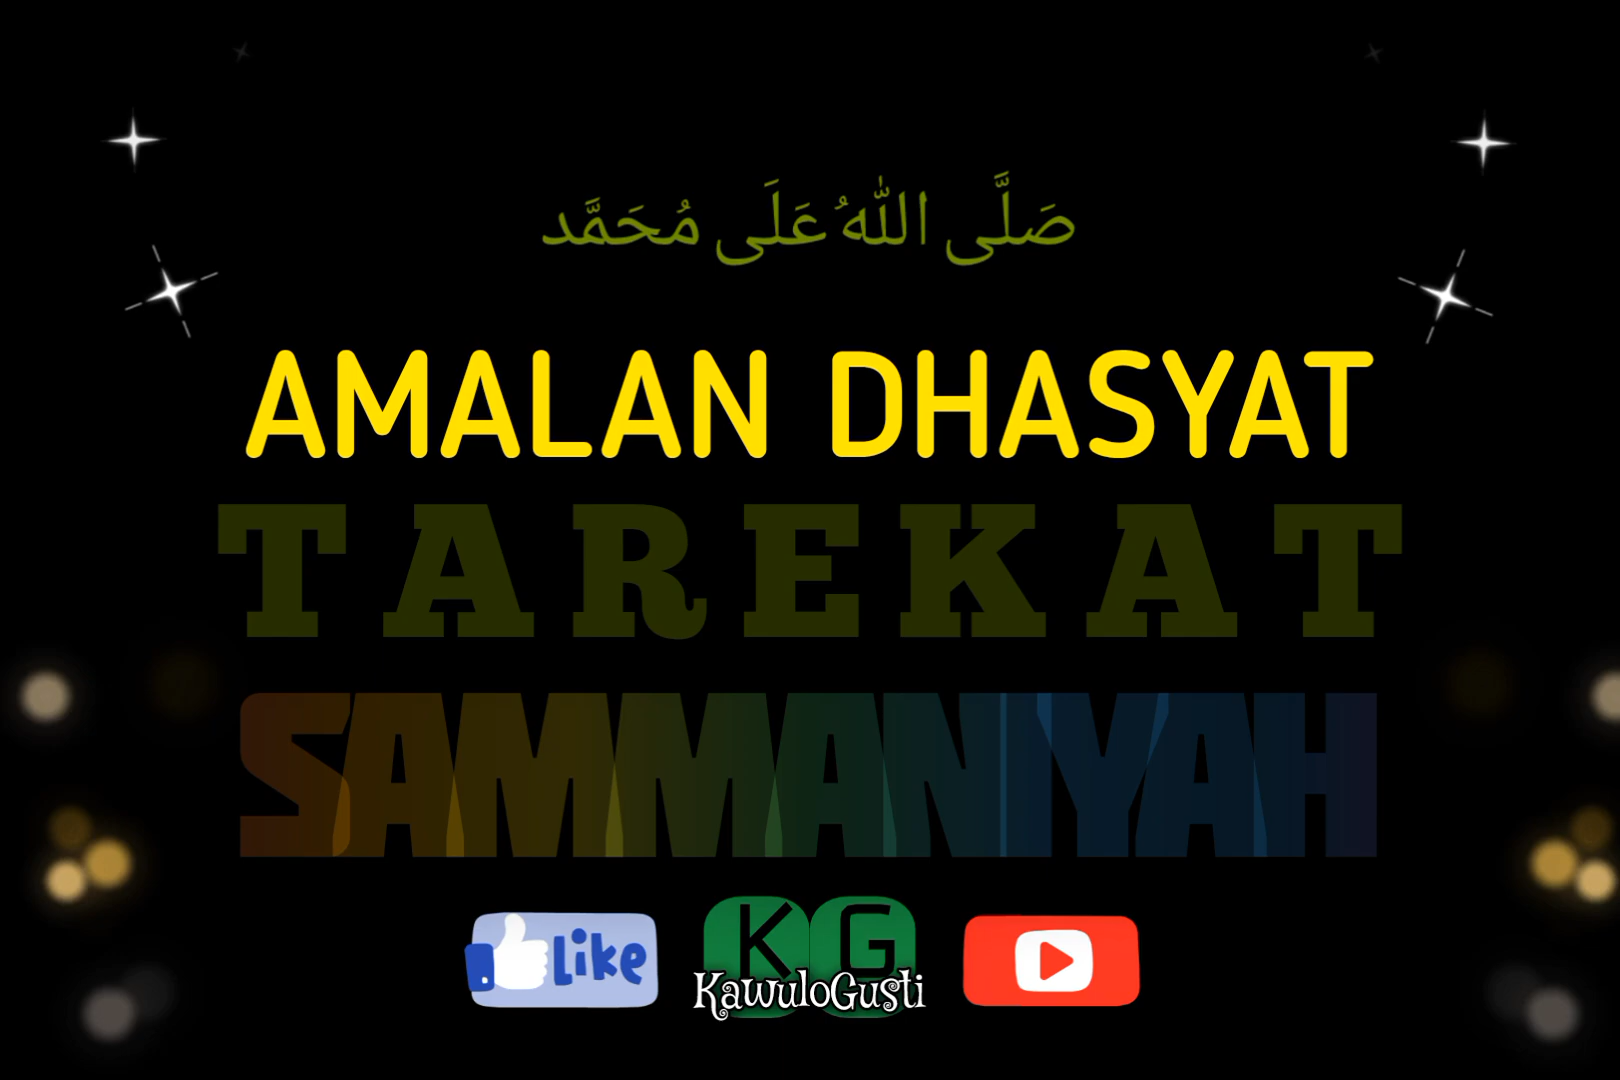 صَلَّى اللّٰهُ عَلَى مُحَمَّد
AMALAN DHASYAT
TAREKAT
SAMMANIYAH
Like
KG
KawuloGusti